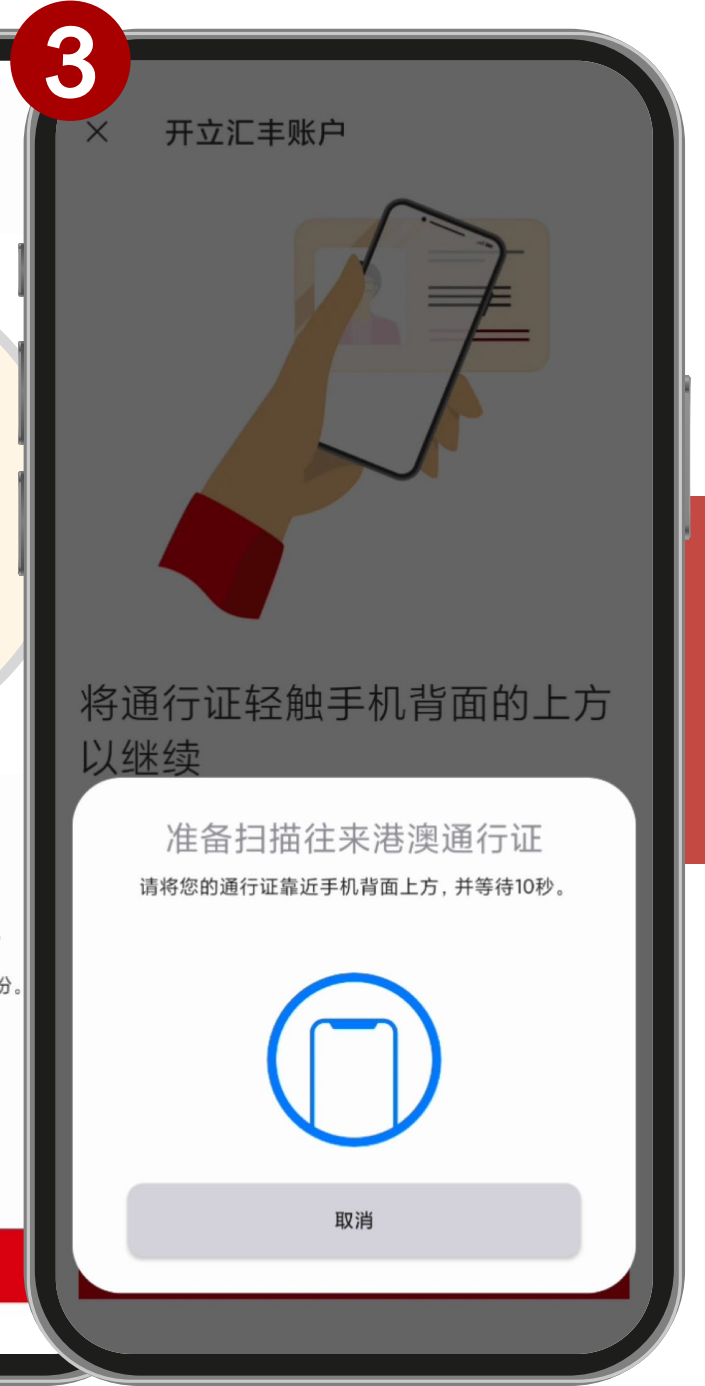 3
开立汇丰账户
将通行证轻触手机背面的上方
以继续
准备扫描往来港澳通行证
请将您的通行证靠近手机背面上方，并等待10秒。
份。
取消